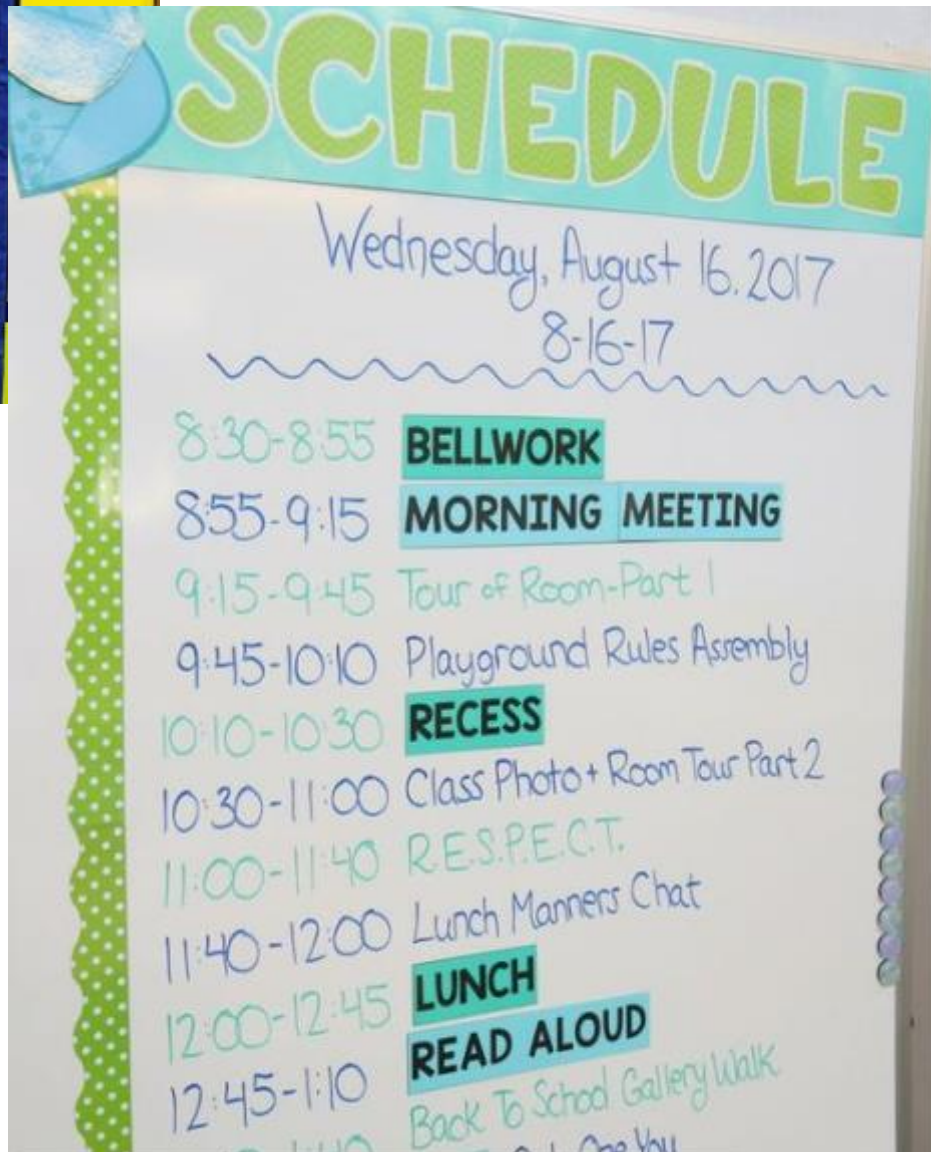 SCHEDULE
Wednesday, August 16.2017
8-16-17
8:30-8:55 BELLWORK
8:55-9:15 MORNING MEETING
9:15-9:45 Tour of Room-Part 1
9:45-10:10 Playground Rules Assembly
10:10-10:30 RECESS
10:30-11:00 Class Photo + Room Tour Part 2
11:00-11:40 R.E.S.P.E.C.T.
11:40-12:00 Lunch Manners Chat
12:00-12:45 LUNCH
12:45-1:10 READ ALOUD
Back To School Gallery Walk
One You